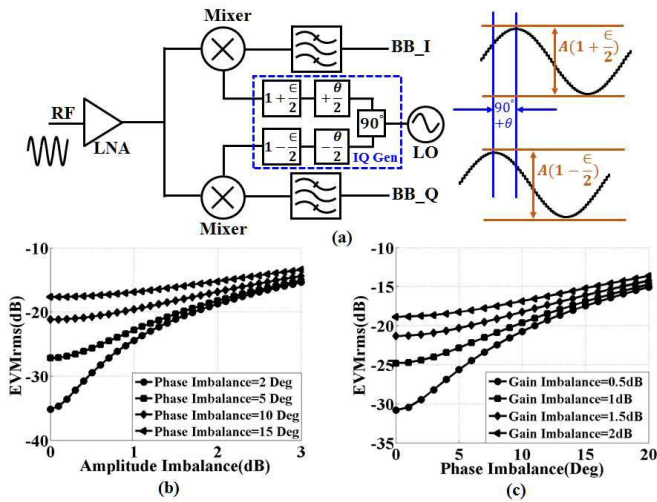 Mixer
BB_I
RF
LNA
1+ϵ/2
+θ/2
90°
1-ϵ/2
-θ/2
IQ Gen
LO
BB_Q
Mixer
A(1+ϵ/2)
90°
+θ
A(1-ϵ/2)
(a)
EVMrms(dB)
-10
-20
-30
-40
0
1
2
3
Phase Imbalance=2 Deg
Phase Imbalance=5 Deg
Phase Imbalance=10 Deg
Phase Imbalance=15 Deg
Amplitude Imbalance(dB)
(b)
EVMrms(dB)
-10
-15
-20
-25
-30
-35
0
5
10
15
20
Gain Imbalance=0.5dB
Gain Imbalance=1dB
Gain Imbalance=1.5dB
Gain Imbalance=2dB
Phase Imbalance(Deg)
(c)